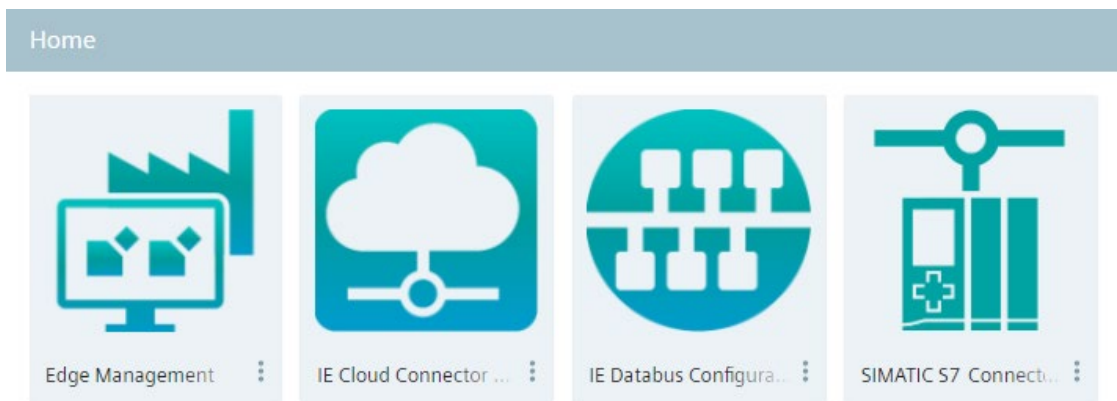 Home
Edge Management
IE Cloud Connector ...
IE Databus Configura...
SIMATIC S7 Connect...